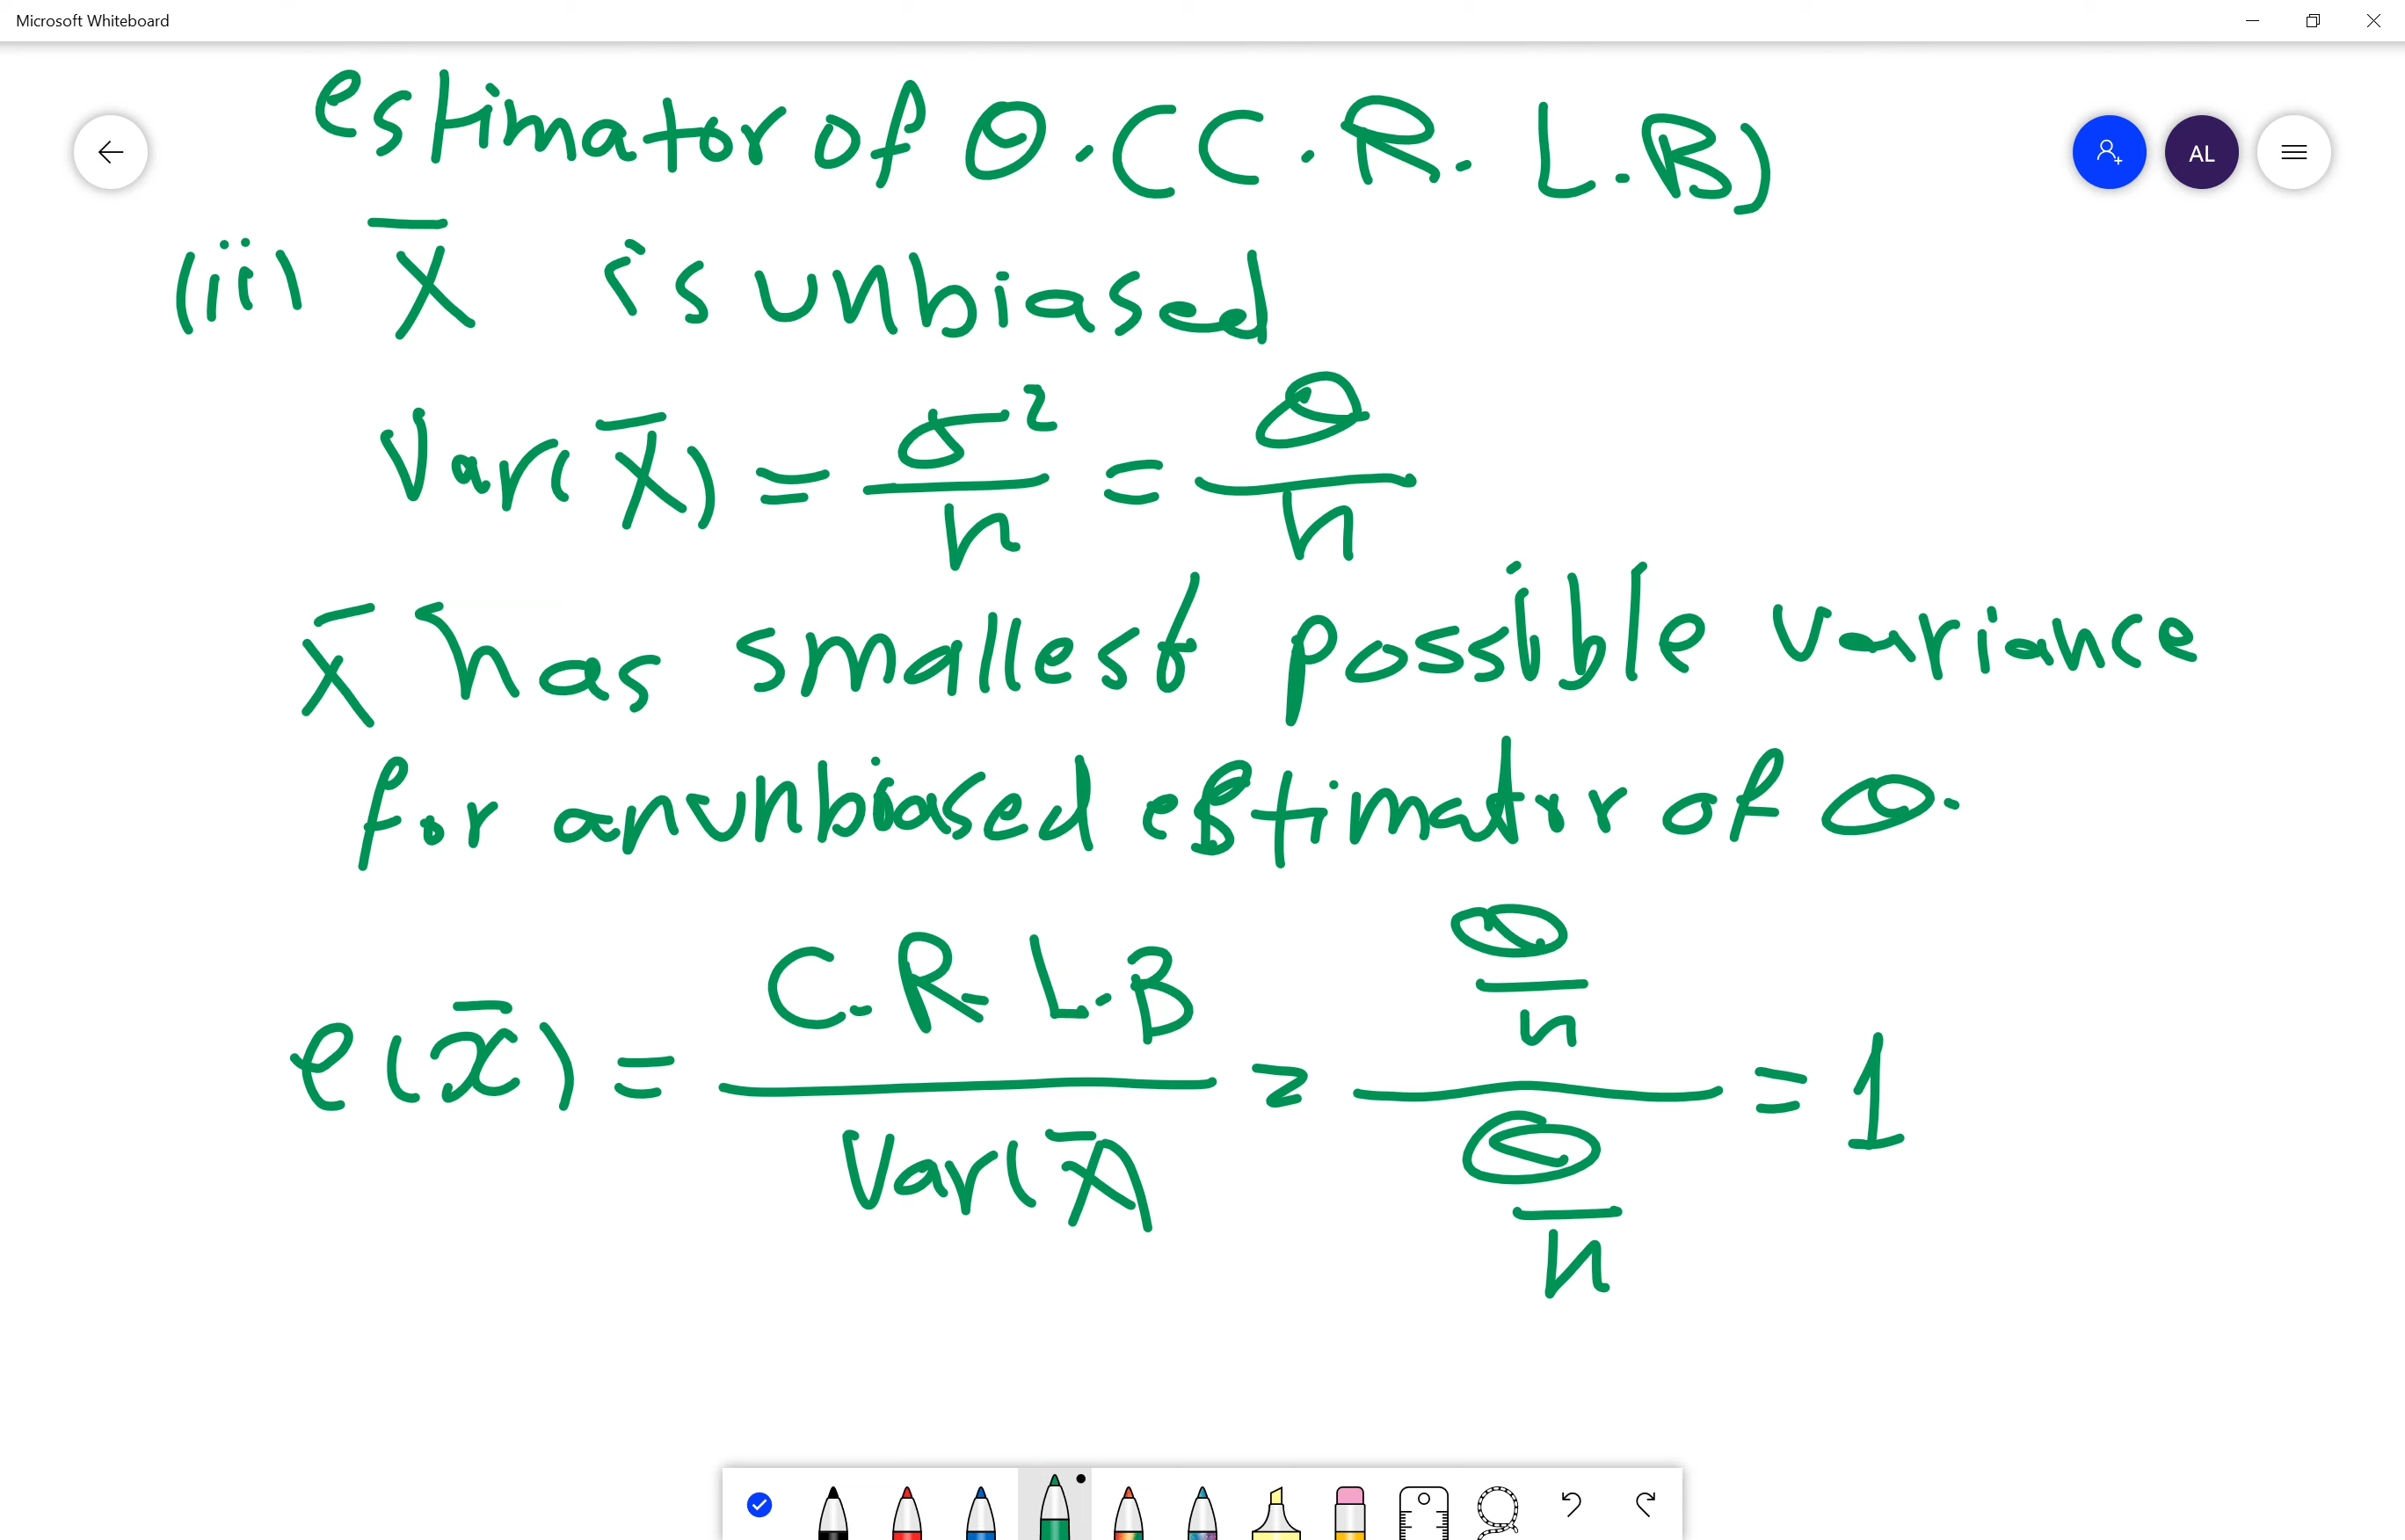 Microsoft Whiteboard
estimator of θ. (C.R.L.B)
AL
(ii) X̄ is unbiased
Var(X̄) = σ²/n = θ/n
X̄ has smallest possible variance
for an unbiased estimator of θ.
e(x̄) = C.R.L.B / Var(X̄) = (θ/n) / (θ/n) = 1